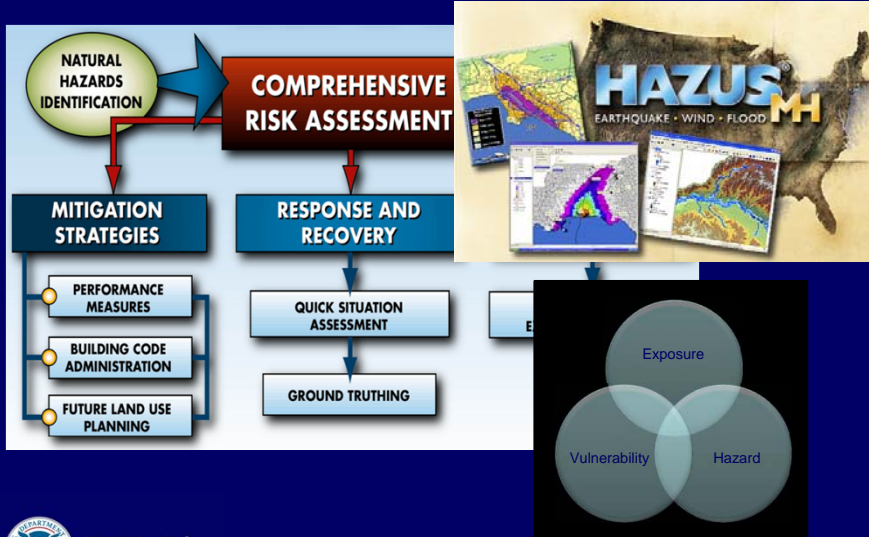 NATURAL
HAZARDS
IDENTIFICATION
COMPREHENSIVE
RISK ASSESSMENT
HAZUS®MH
EARTHQUAKE • WIND • FLOOD
MITIGATION
STRATEGIES
RESPONSE AND
RECOVERY
PERFORMANCE
MEASURES
BUILDING CODE
ADMINISTRATION
FUTURE LAND USE
PLANNING
QUICK SITUATION
ASSESSMENT
GROUND TRUTHING
Exposure
Vulnerability
Hazard